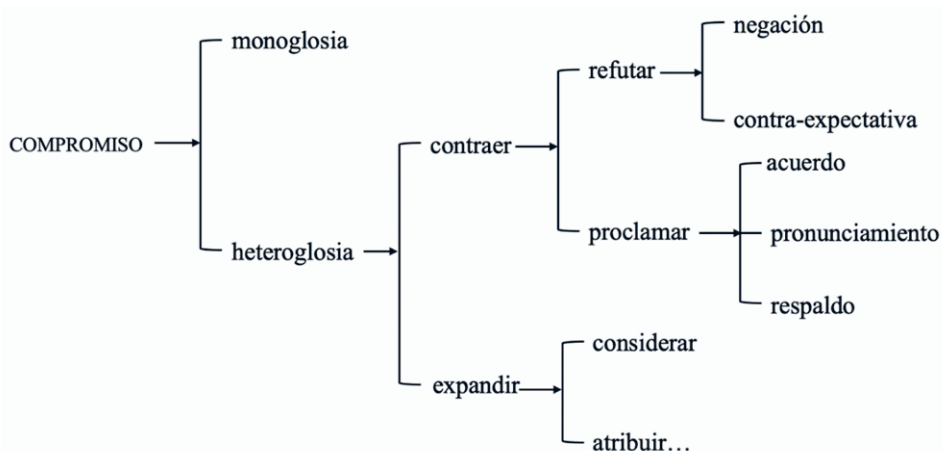 negación
monoglosia
refutar
contra-expectativa
COMPROMISO
contraer
acuerdo
proclamar
pronunciamiento
heteroglosia
respaldo
considerar
expandir
atribuir…